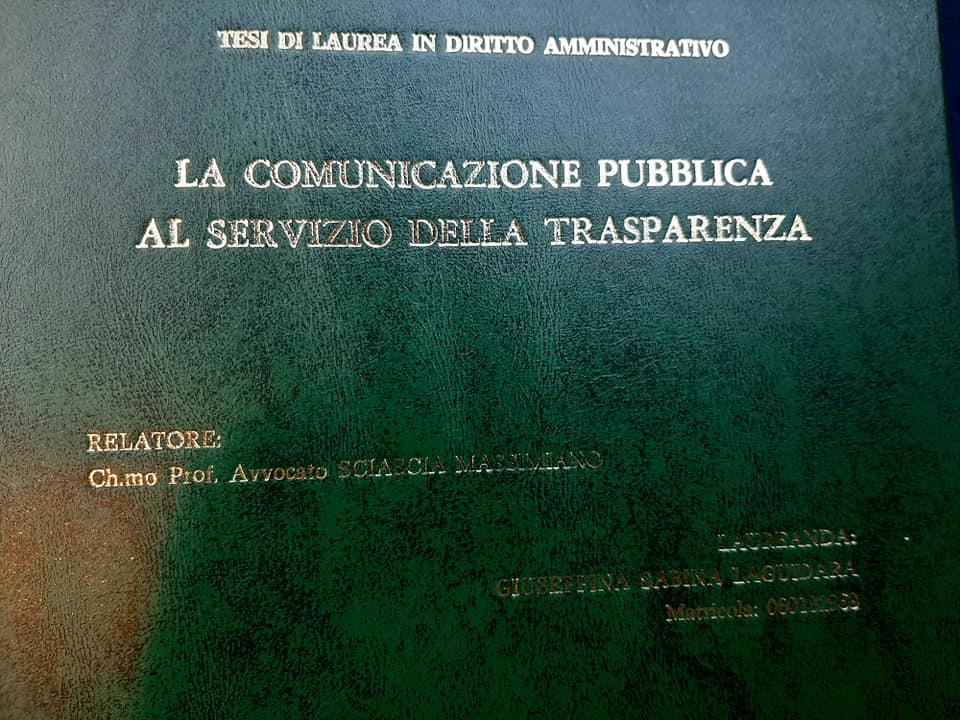 TESI DI LAUREA IN DIRITTO AMMINISTRATIVO
LA COMUNICAZIONE PUBBLICA
AL SERVIZIO DELLA TRASPARENZA
RELATORE:
Ch.mo Prof. Avvocato SCIASCIA MASSIMIANO
LAUREANDA:
GIUSEPPINA SABINA LAGUIDARA
Matricola: